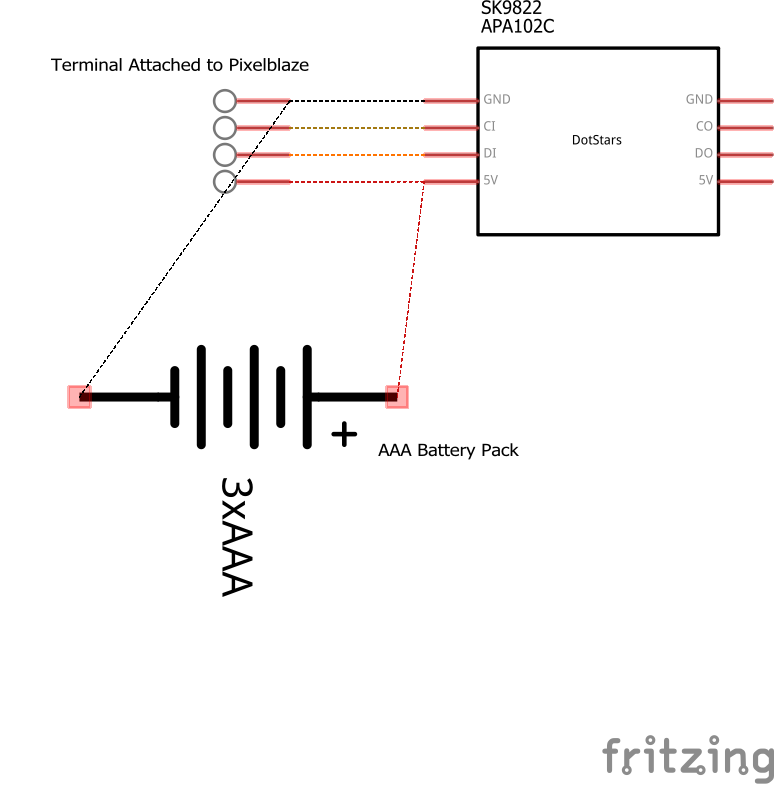 SK9822
APA102C
Terminal Attached to Pixelblaze
GND
GND
CI
CO
DotStars
DI
DO
5V
5V
+
AAA Battery Pack
3xAAA
fritzing